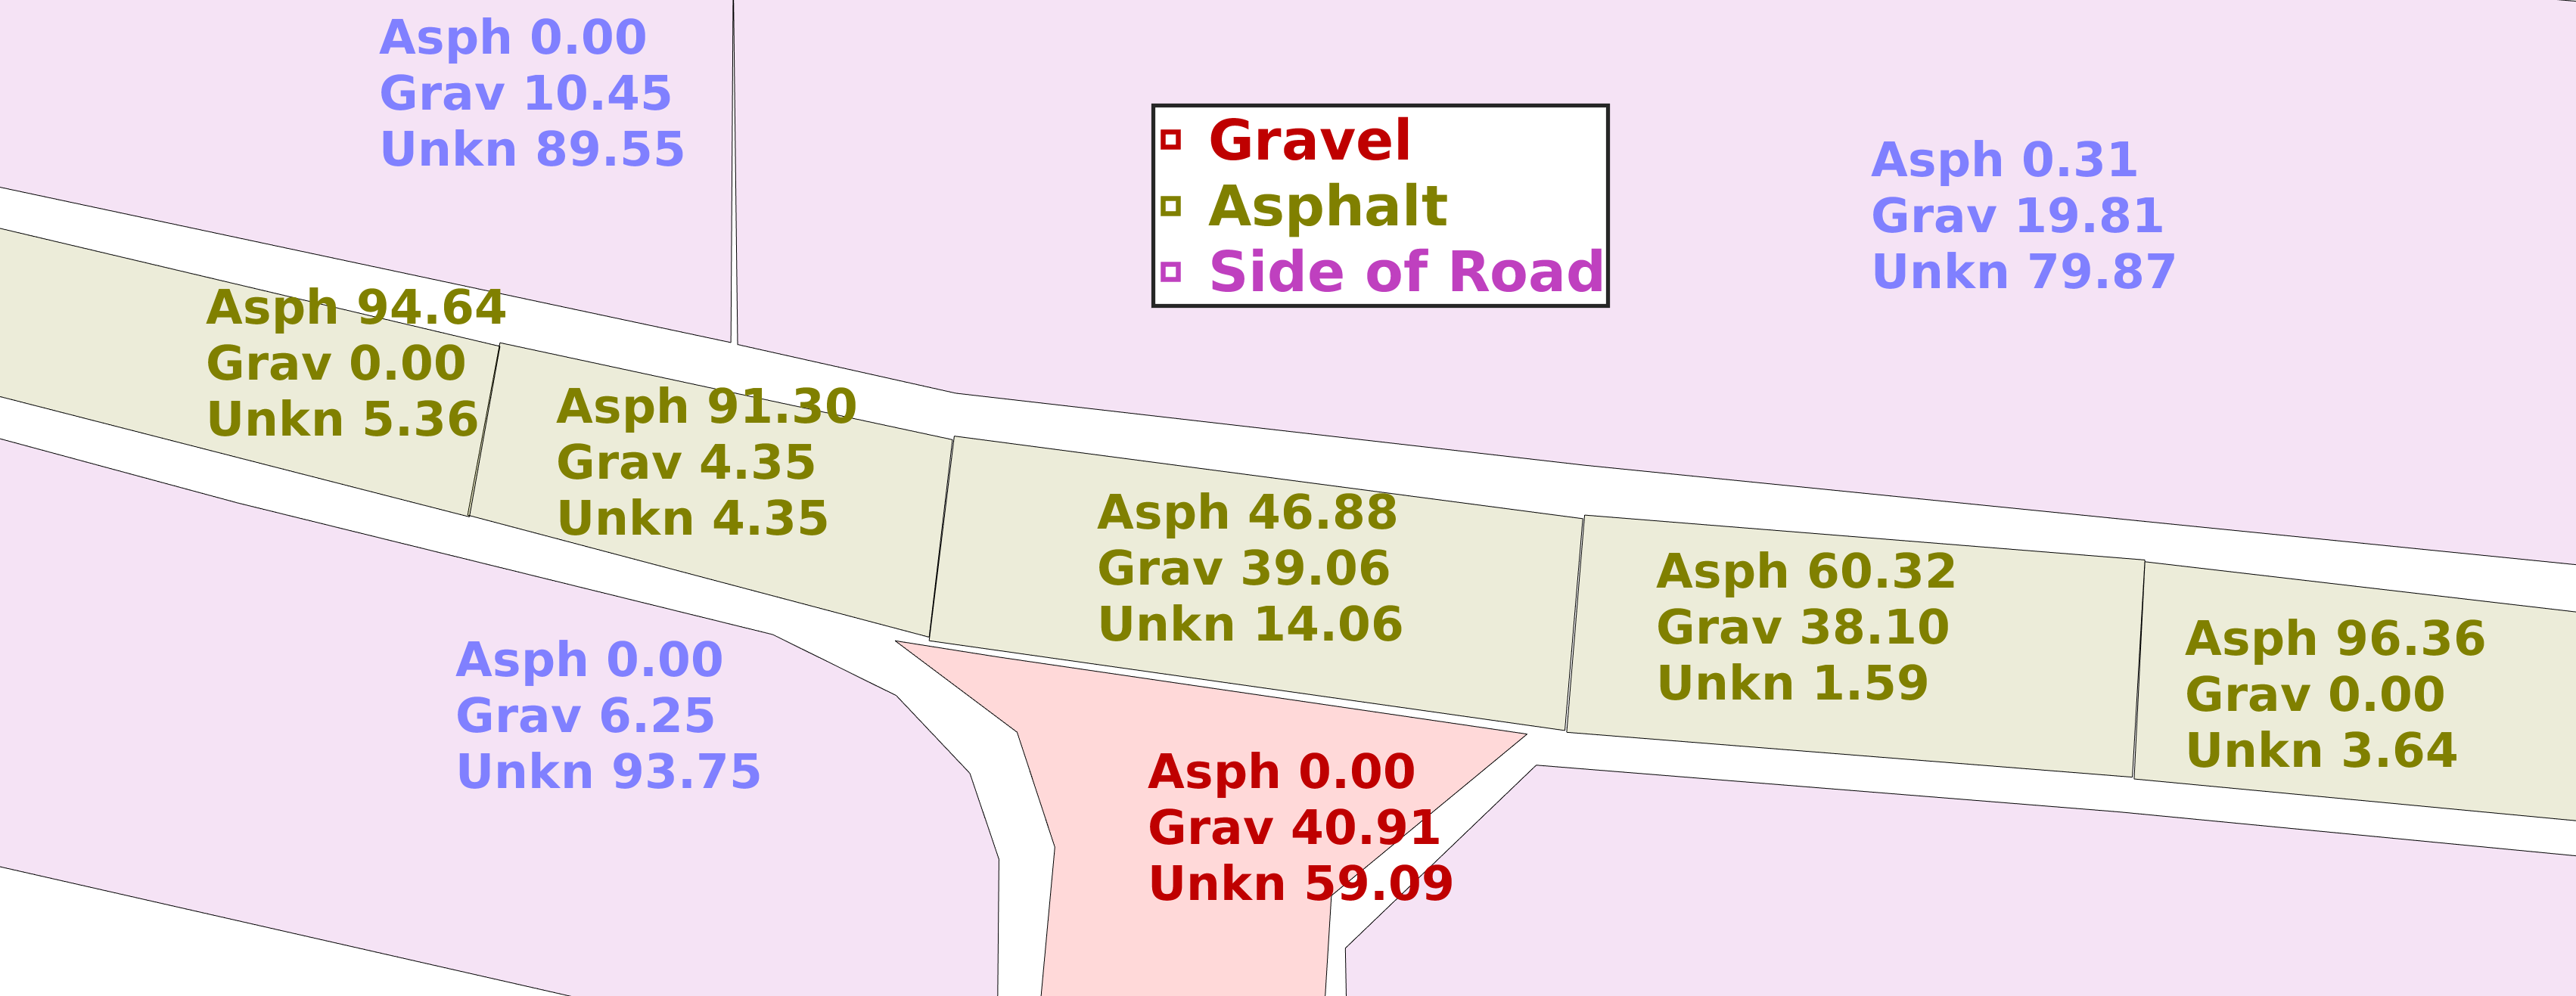 Asph 0.00
Grav 10.45
Unkn 89.55
Gravel
Asphalt
Side of Road
Asph 0.31
Grav 19.81
Unkn 79.87
Asph 94.64
Grav 0.00
Unkn 5.36
Asph 91.30
Grav 4.35
Unkn 4.35
Asph 46.88
Grav 39.06
Unkn 14.06
Asph 60.32
Grav 38.10
Unkn 1.59
Asph 96.36
Grav 0.00
Unkn 3.64
Asph 0.00
Grav 6.25
Unkn 93.75
Asph 0.00
Grav 40.91
Unkn 59.09